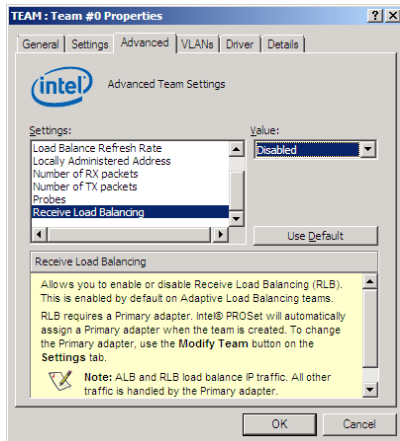 TEAM : Team #0 Properties
General Settings Advanced VLANs Driver Details
intel
Advanced Team Settings
Settings: Value:
Load Balance Refresh Rate Disabled
Locally Administered Address
Number of RX packets
Number of TX packets
Probes
Receive Load Balancing
Use Default
Receive Load Balancing
Allows you to enable or disable Receive Load Balancing (RLB).
This is enabled by default on Adaptive Load Balancing teams.
RLB requires a Primary adapter. Intel® PROSet will automatically
assign a Primary adapter when the team is created. To change
the Primary adapter, use the Modify Team button on the
Settings tab.
Note: ALB and RLB load balance IP traffic. All other
traffic is handled by the Primary adapter.
OK Cancel